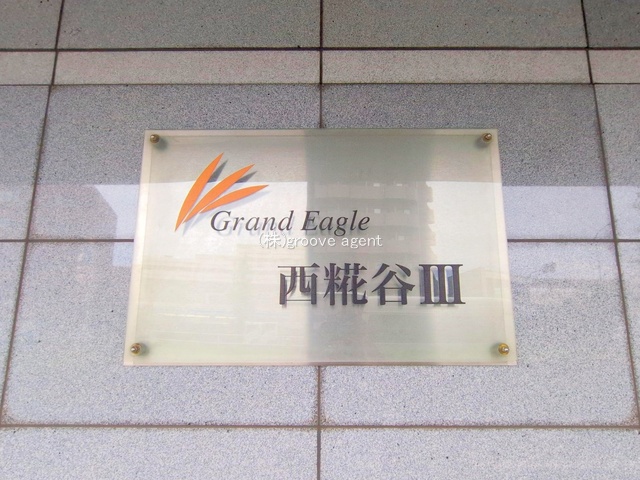 Grand Eagle
(株)groove agent
西糀谷III